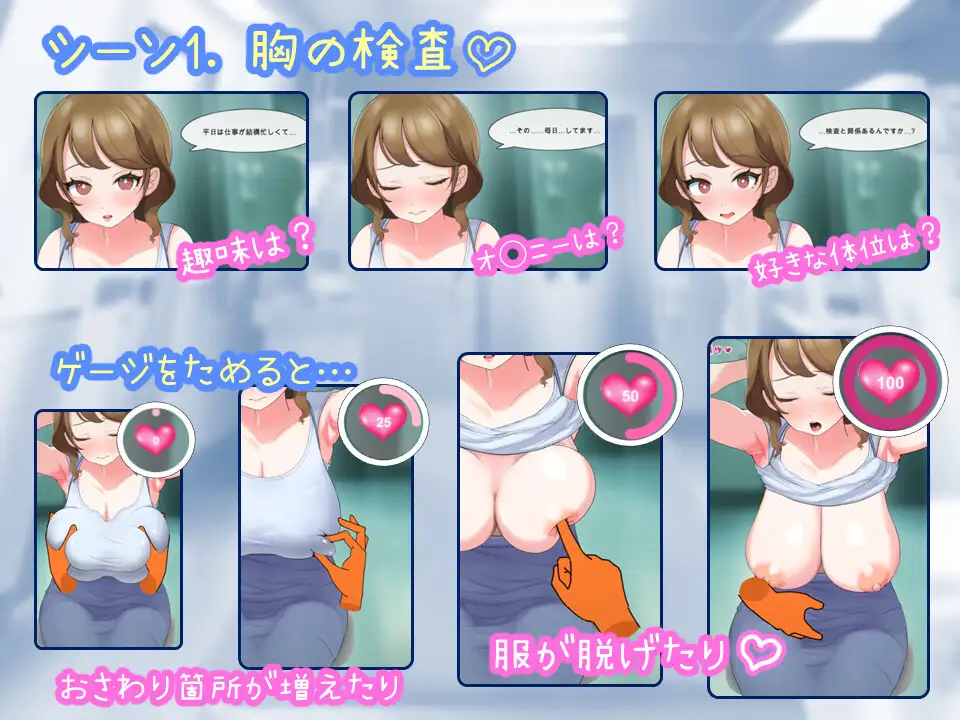 シーン1. 胸の検査♡
平日は仕事が結構忙しくて…
…その……毎日…してます…
…検査と関係あるんですか…?
趣味は?
オ◯ニーは?
好きな体位は?
ゲージをためると…
0
25
50
100
おさわり箇所が増えたり
服が脱げたり♡